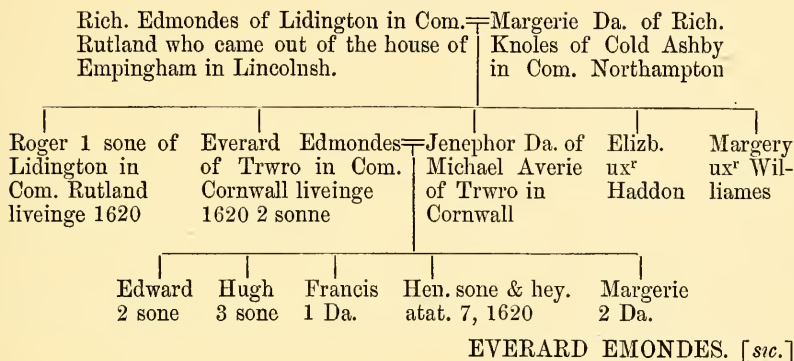 Rich. Edmondes of Lidington in Com.
Rutland who came out of the house of
Empingham in Lincolnsh.
Margerie Da. of Rich.
Knoles of Cold Ashby
in Com. Northampton
Roger 1 sone of
Lidington in
Com. Rutland
liveinge 1620
Everard Edmondes
of Trwro in Com.
Cornwall liveinge
1620 2 sonne
Jenephor Da. of
Michael Averie
of Trwro in
Cornwall
Elizb.
uxʳ
Haddon
Margery
uxʳ Wil-
liames
Edward
2 sone
Hugh
3 sone
Francis
1 Da.
Hen. sone & hey.
atat. 7, 1620
Margerie
2 Da.
EVERARD EMONDES. [sic.]